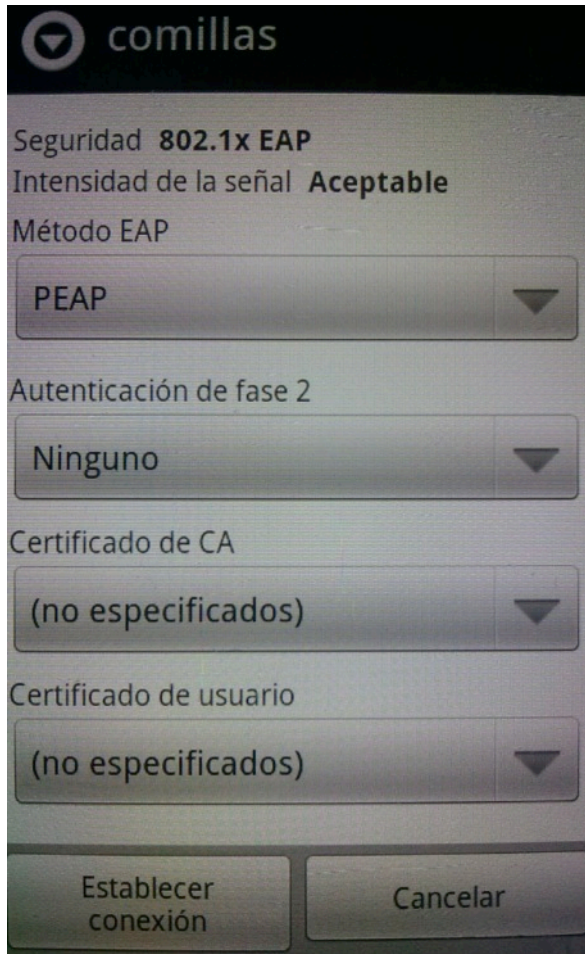 comillas
Seguridad 802.1x EAP
Intensidad de la señal Aceptable
Método EAP
PEAP
Autenticación de fase 2
Ninguno
Certificado de CA
(no especificados)
Certificado de usuario
(no especificados)
Establecer
conexión
Cancelar